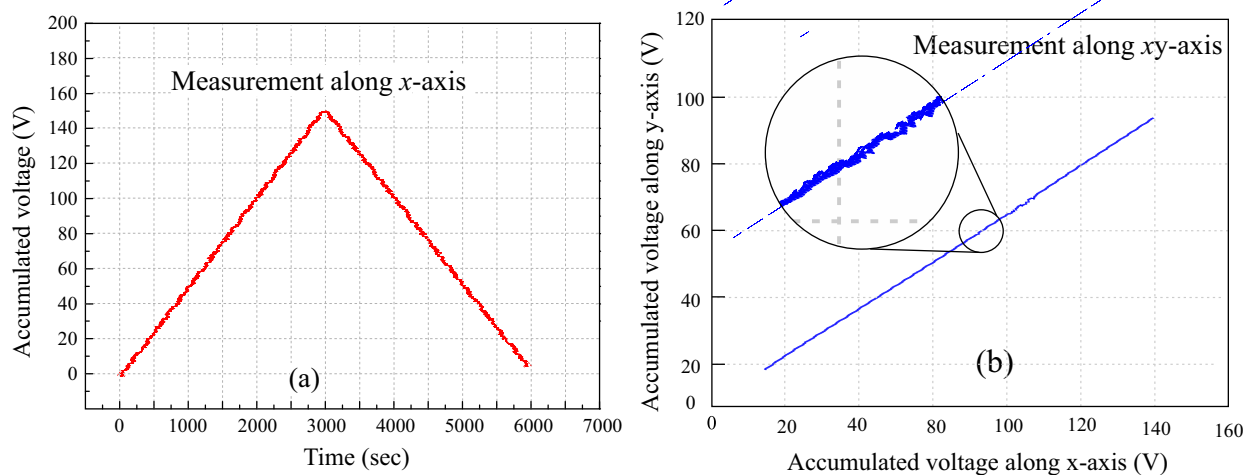 200
180
160
140
120
100
80
60
40
20
0
Accumulated voltage (V)
Measurement along x-axis
(a)
0 1000 2000 3000 4000 5000 6000 7000
Time (sec)
120
100
80
60
40
20
0
Accumulated voltage along y-axis (V)
Measurement along xy-axis
(b)
0 20 40 60 80 100 120 140 160
Accumulated voltage along x-axis (V)